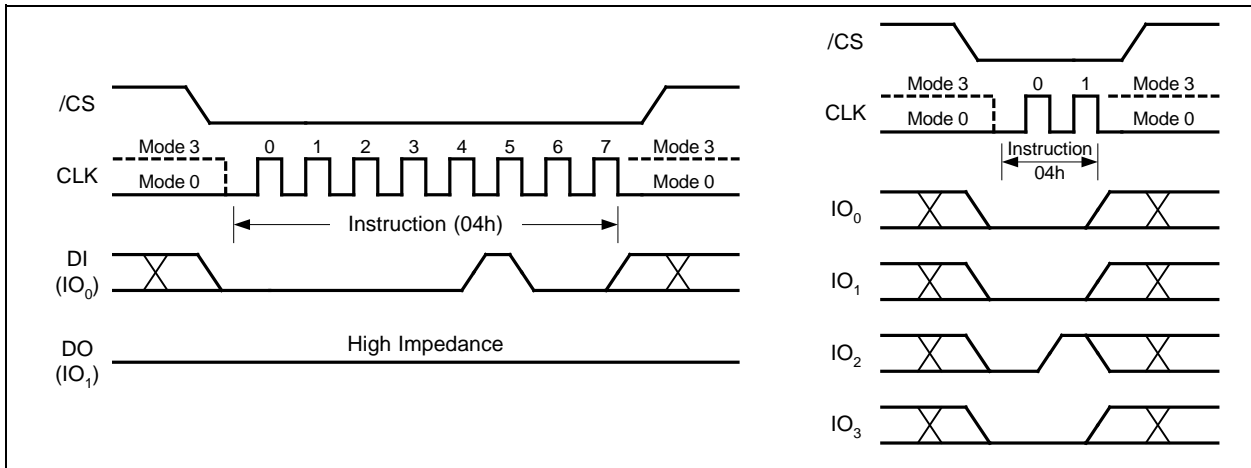 /CS
Mode 3 0 1 2 3 4 5 6 7 Mode 3
CLK Mode 0 Mode 0
Instruction (04h)
DI
(IO0)
DO High Impedance
(IO1)
/CS
Mode 3 0 1 Mode 3
CLK Mode 0 Mode 0
Instruction
04h
IO0
IO1
IO2
IO3